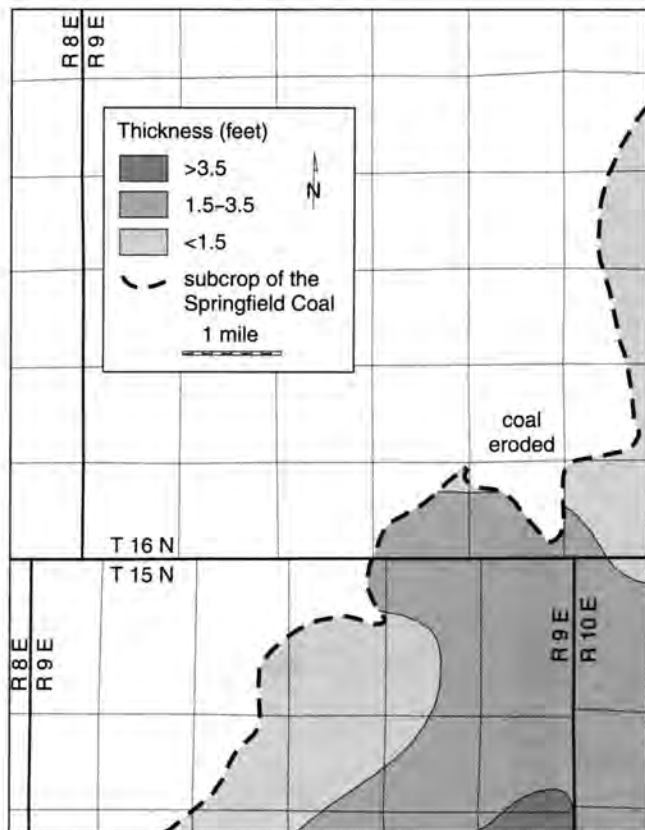 R 8 E
R 9 E
Thickness (feet)
>3.5
1.5–3.5
<1.5
N
subcrop of the
Springfield Coal
1 mile
coal
eroded
T 16 N
T 15 N
R 8 E
R 9 E
R 9 E
R 10 E